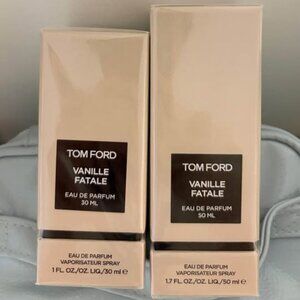 TOM FORD
VANILLE
FATALE
EAU DE PARFUM
30 ML
EAU DE PARFUM
VAPORISATEUR SPRAY
1 FL. OZ./OZ. LIQ/30 ml e
TOM FORD
VANILLE
FATALE
EAU DE PARFUM
50 ML
EAU DE PARFUM
VAPORISATEUR SPRAY
1.7 FL. OZ./OZ. LIQ/50 ml e